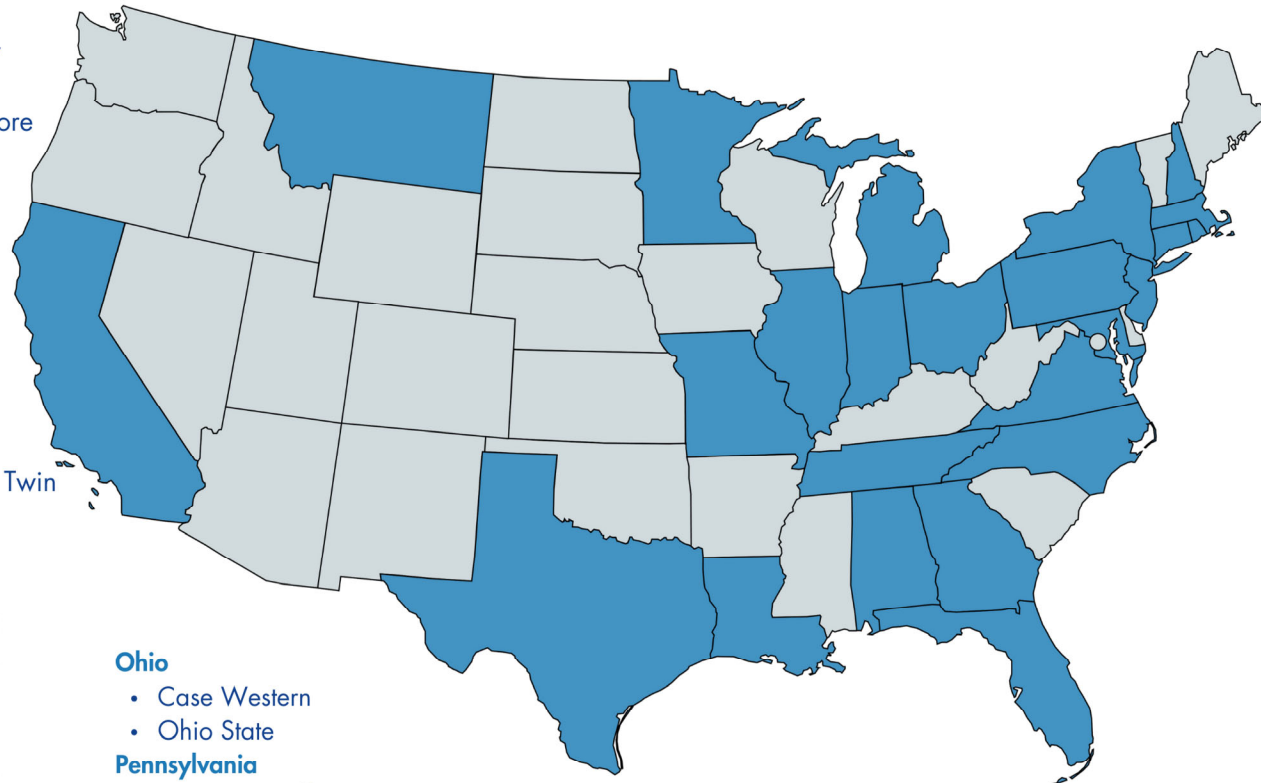 ore
Twin
Ohio
• Case Western
• Ohio State
Pennsylvania